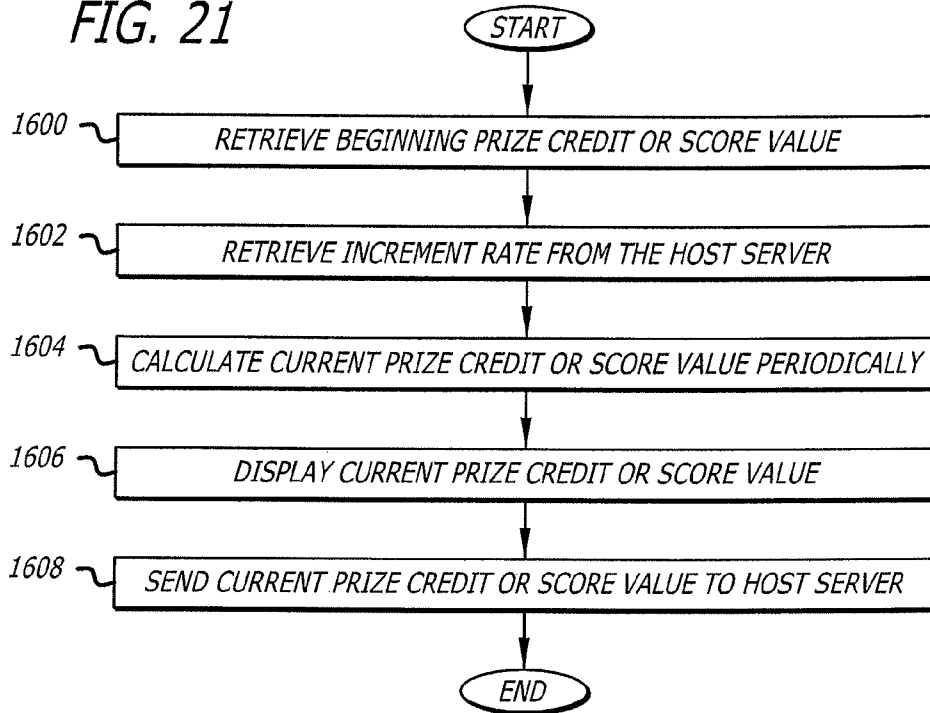 FIG. 21
START
1600 RETRIEVE BEGINNING PRIZE CREDIT OR SCORE VALUE
1602 RETRIEVE INCREMENT RATE FROM THE HOST SERVER
1604 CALCULATE CURRENT PRIZE CREDIT OR SCORE VALUE PERIODICALLY
1606 DISPLAY CURRENT PRIZE CREDIT OR SCORE VALUE
1608 SEND CURRENT PRIZE CREDIT OR SCORE VALUE TO HOST SERVER
END